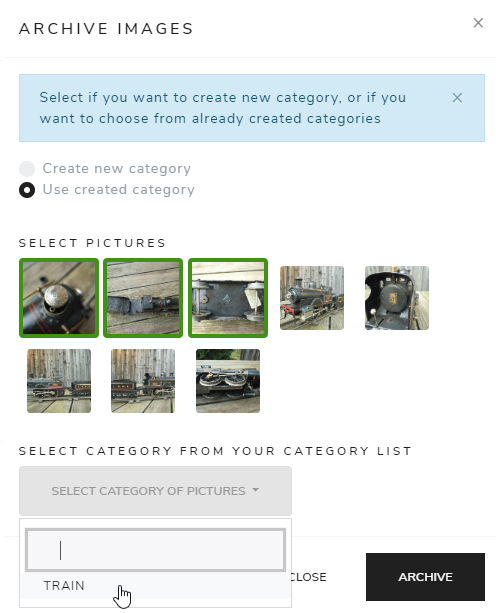 ARCHIVE IMAGES
×
Select if you want to create new category, or if you
want to choose from already created categories
×
Create new category
Use created category
SELECT PICTURES
SELECT CATEGORY FROM YOUR CATEGORY LIST
SELECT CATEGORY OF PICTURES
TRAIN
CLOSE
ARCHIVE